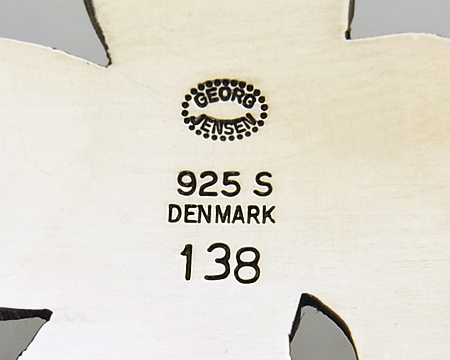 GEORG
JENSEN
925 S
DENMARK
138